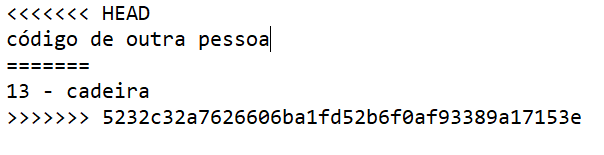 <<<<<<< HEAD
código de outra pessoa
=======
13 - cadeira
>>>>>>> 5232c32a7626606ba1fd52b6f0af93389a17153e